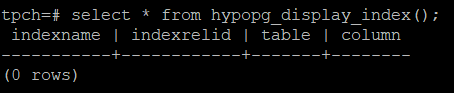 tpch=# select * from hypopg_display_index();
 indexname | indexrelid | table | column
-----------+------------+-------+--------
(0 rows)